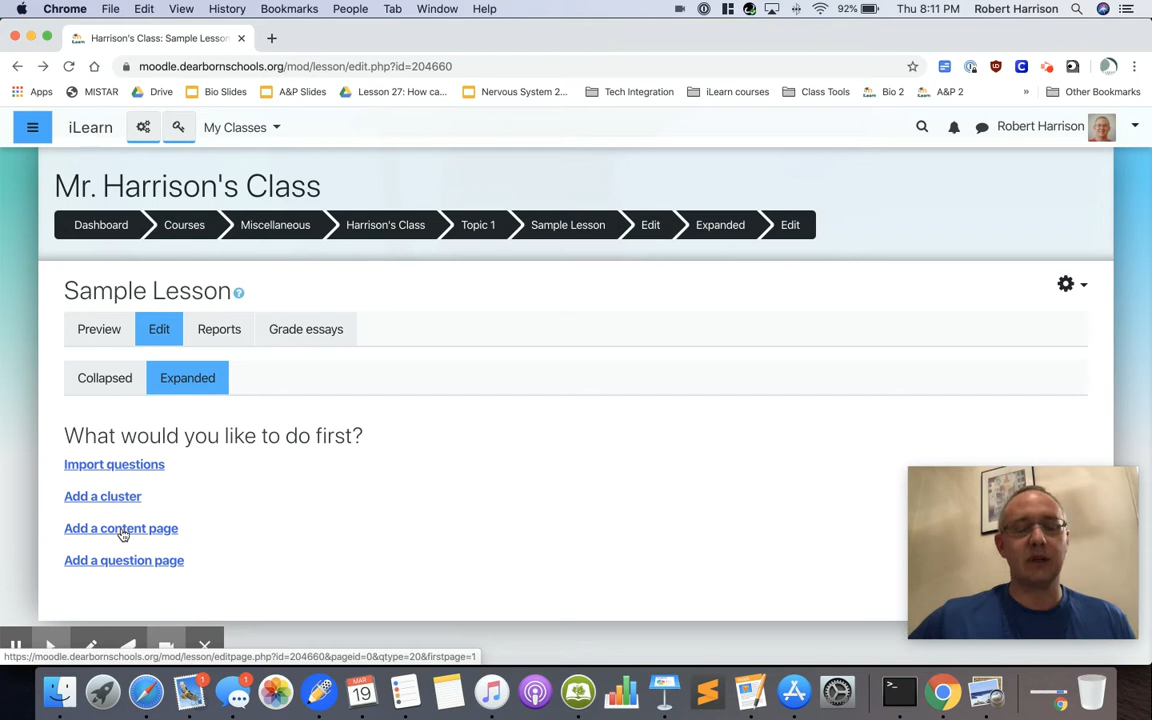 Chrome File Edit View History Bookmarks People Tab Window Help 92% Thu 8:11 PM Robert Harrison
Harrison's Class: Sample Lesson
moodle.dearbornschools.org/mod/lesson/edit.php?id=204660
Apps MISTAR Drive Bio Slides A&P Slides Lesson 27: How ca... Nervous System 2... Tech Integration iLearn courses Class Tools Bio 2 A&P 2 » Other Bookmarks
iLearn My Classes Robert Harrison
Mr. Harrison's Class
Dashboard Courses Miscellaneous Harrison's Class Topic 1 Sample Lesson Edit Expanded Edit
Sample Lesson
Preview Edit Reports Grade essays
Collapsed Expanded
What would you like to do first?
Import questions
Add a cluster
Add a content page
Add a question page
https://moodle.dearbornschools.org/mod/lesson/editpage.php?id=204660&pageid=0&qtype=20&firstpage=1
1 1 MAR
19